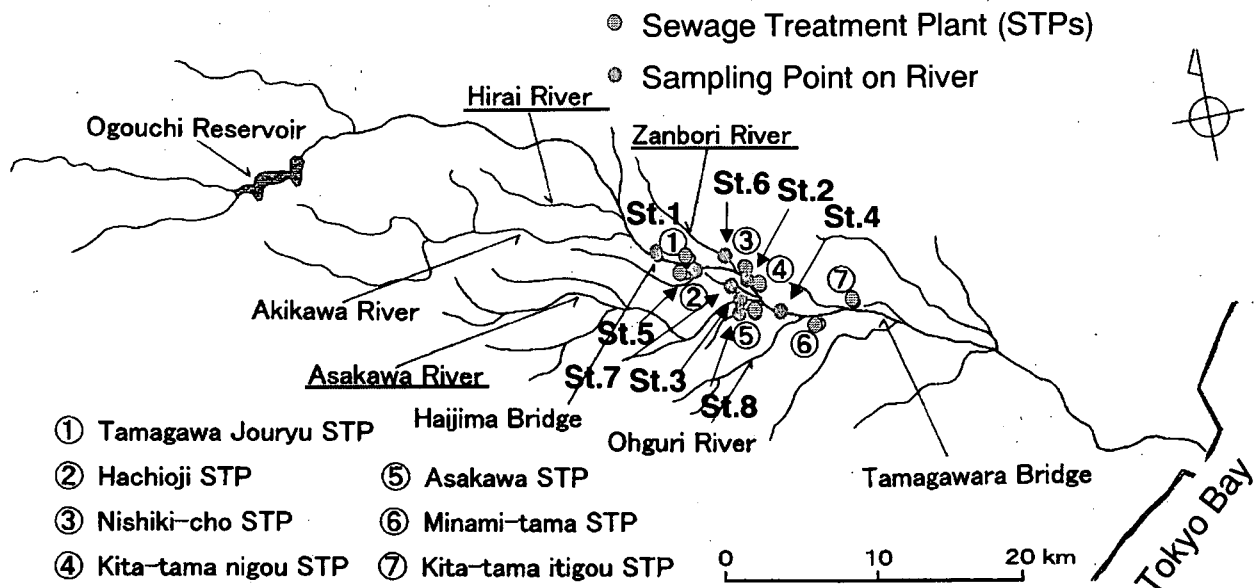 Sewage Treatment Plant (STPs)
Sampling Point on River
Hirai River
Ogouchi Reservoir
Zanbori River
St.6
St.2
St.1
St.4
①
③
④
⑦
②
Akikawa River
St.5
⑤
⑥
Asakawa River
St.7
St.3
St.8
Haijima Bridge
Ohguri River
Tamagawara Bridge
① Tamagawa Jouryu STP
② Hachioji STP
③ Nishiki-cho STP
④ Kita-tama nigou STP
⑤ Asakawa STP
⑥ Minami-tama STP
⑦ Kita-tama itigou STP
0 10 20 km
Tokyo Bay